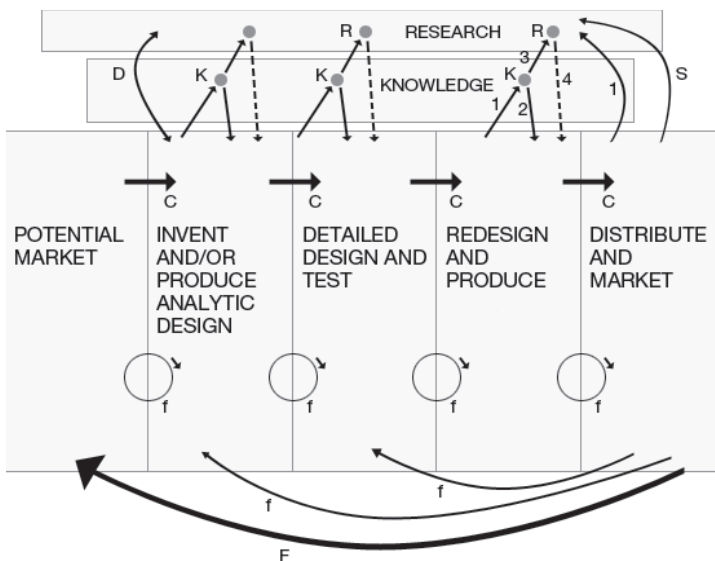 R
R
RESEARCH
D
K
K
KNOWLEDGE
K
3
4
1
2
1
S
C
C
C
C
POTENTIAL
MARKET
INVENT
AND/OR
PRODUCE
ANALYTIC
DESIGN
DETAILED
DESIGN AND
TEST
REDESIGN
AND
PRODUCE
DISTRIBUTE
AND
MARKET
f
f
f
f
f
f
F